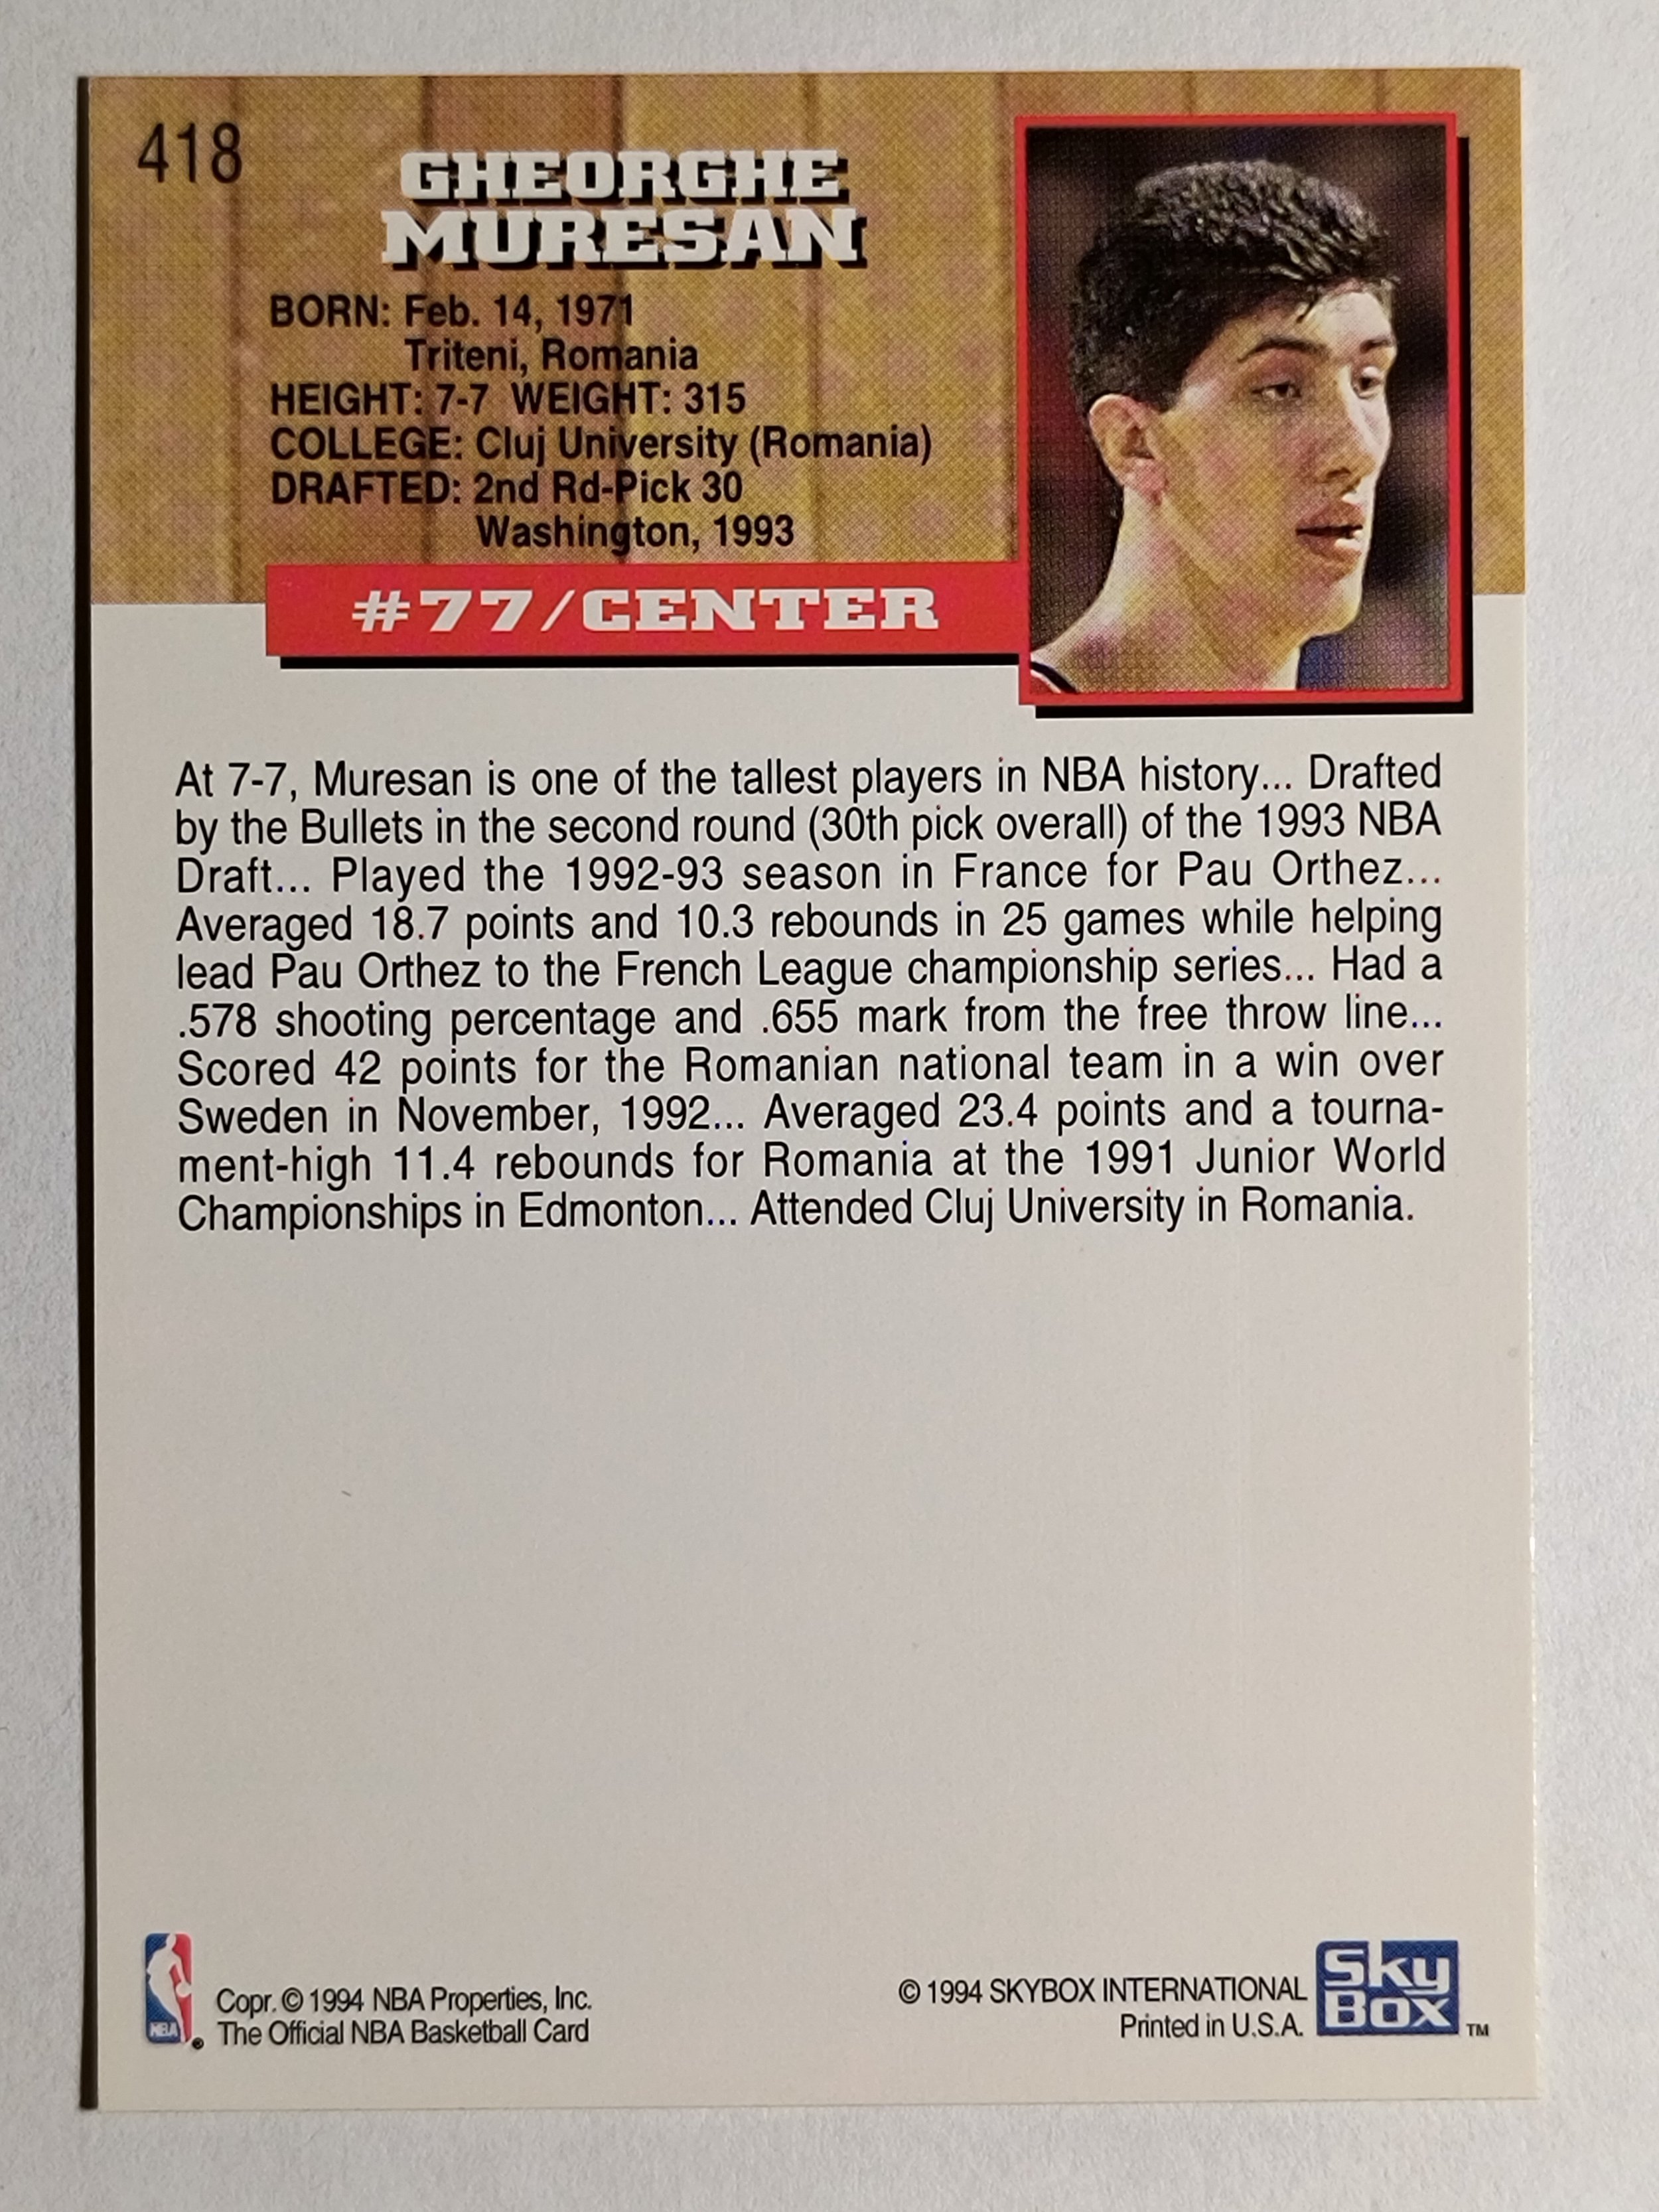 418
GHEORGHE
MURESAN
BORN: Feb. 14, 1971
Triteni, Romania
HEIGHT: 7-7 WEIGHT: 315
COLLEGE: Cluj University (Romania)
DRAFTED: 2nd Rd-Pick 30
Washington, 1993
#77/CENTER
At 7-7, Muresan is one of the tallest players in NBA history... Drafted
by the Bullets in the second round (30th pick overall) of the 1993 NBA
Draft... Played the 1992-93 season in France for Pau Orthez...
Averaged 18.7 points and 10.3 rebounds in 25 games while helping
lead Pau Orthez to the French League championship series... Had a
.578 shooting percentage and .655 mark from the free throw line...
Scored 42 points for the Romanian national team in a win over
Sweden in November, 1992... Averaged 23.4 points and a tourna-
ment-high 11.4 rebounds for Romania at the 1991 Junior World
Championships in Edmonton... Attended Cluj University in Romania.
NBA ®
Copr. © 1994 NBA Properties, Inc.
The Official NBA Basketball Card
© 1994 SKYBOX INTERNATIONAL
Printed in U.S.A.
Sky
Box TM